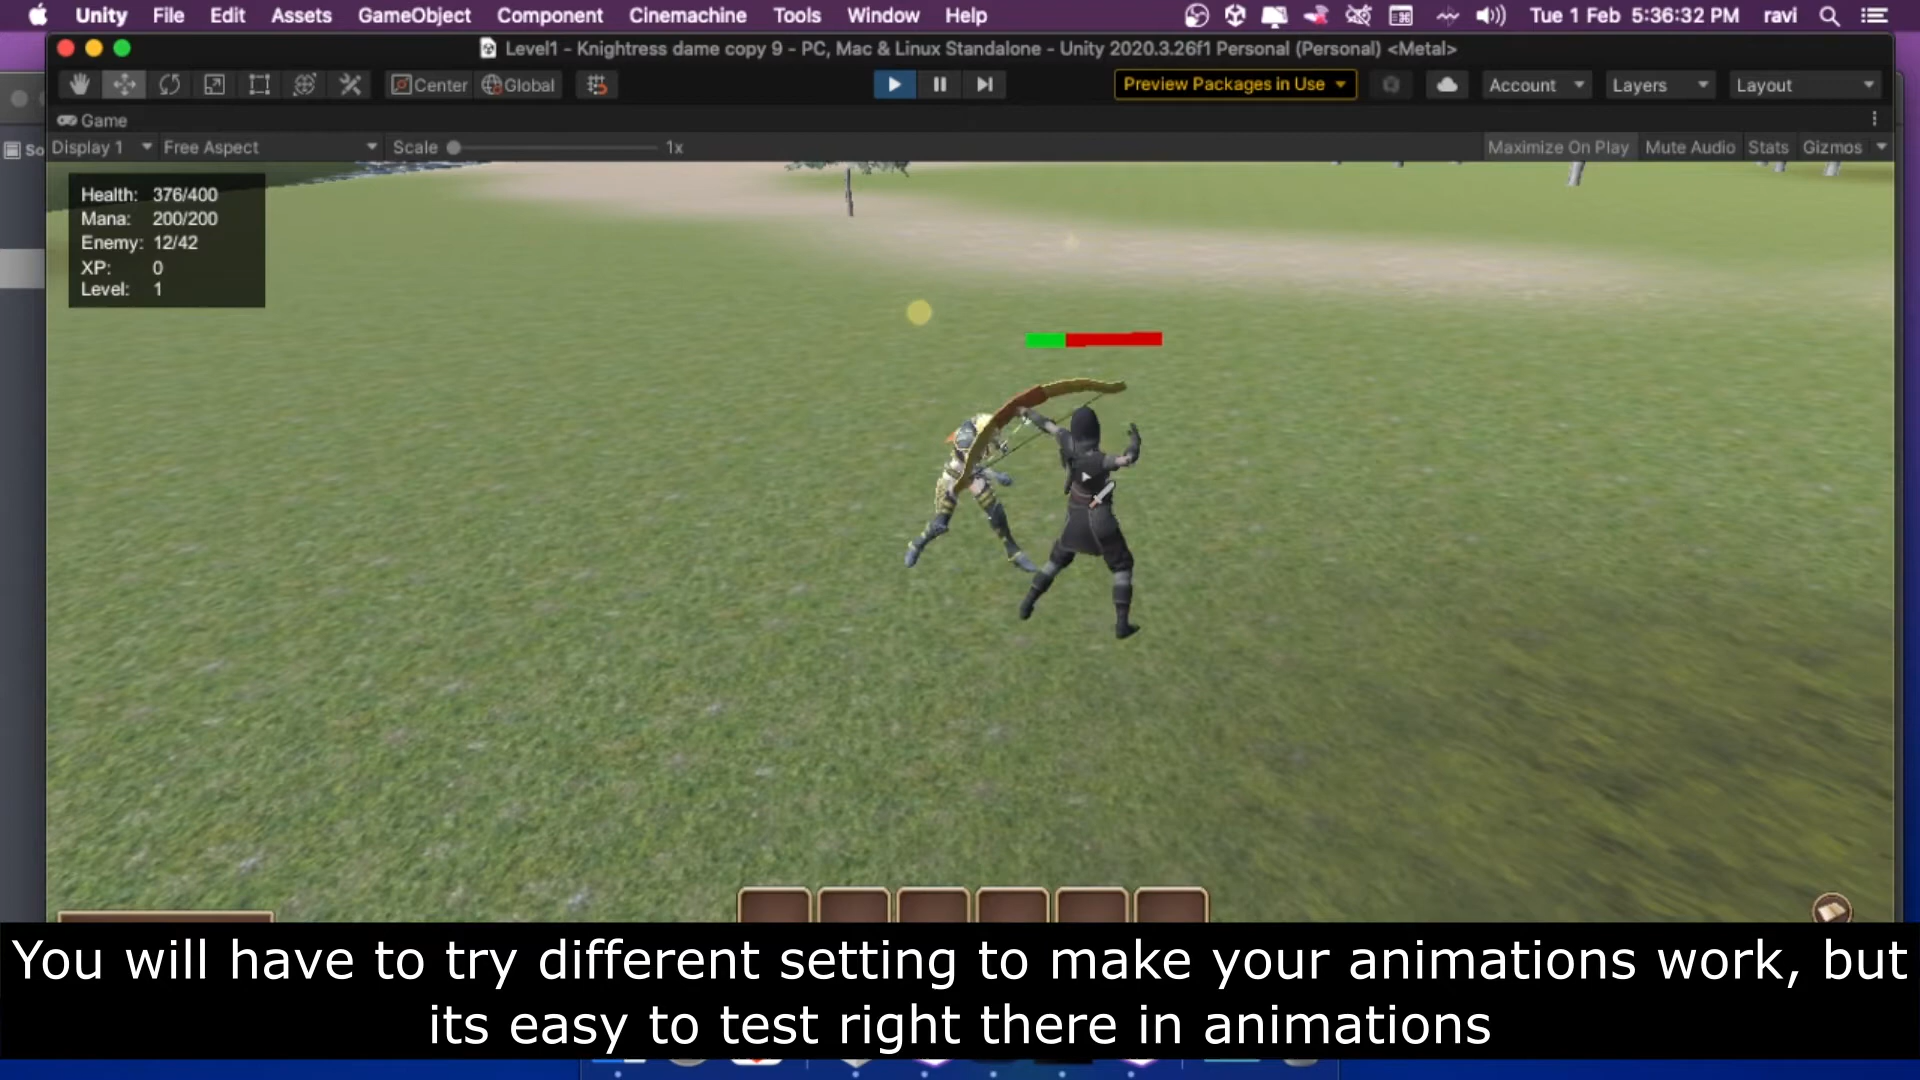 Unity File Edit Assets GameObject Component Cinemachine Tools Window Help Tue 1 Feb 5:36:32 PM ravi
Level1 - Knightress dame copy 9 - PC, Mac & Linux Standalone - Unity 2020.3.26f1 Personal (Personal) <Metal>
Center Global Preview Packages in Use Account Layers Layout
Game
So Display 1 Free Aspect Scale 1x Maximize On Play Mute Audio Stats Gizmos
Health: 376/400
Mana: 200/200
Enemy: 12/42
XP: 0
Level: 1
You will have to try different setting to make your animations work, but
its easy to test right there in animations